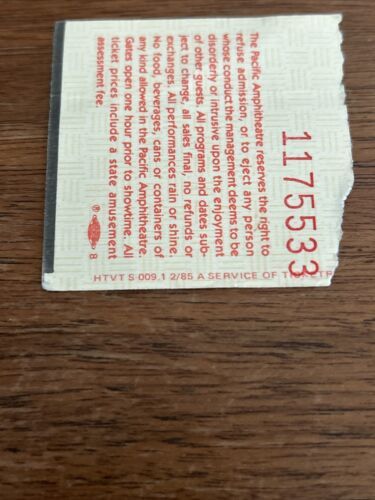 The Pacific Amphitheatre reserves the right to
refuse admission, or to eject any person
whose conduct the management deems to be
disorderly or intrusive upon the enjoyment
of other guests. All programs and dates sub-
ject to change, all sales final, no refunds or
exchanges. All performances rain or shine.
No food, beverages, cans or containers of
any kind allowed in the Pacific Amphitheatre.
Gates open one hour prior to showtime. All
ticket prices include a state amusement
assessment fee.
1175533
8
HTVT S 009.1 2/85 A SERVICE OF